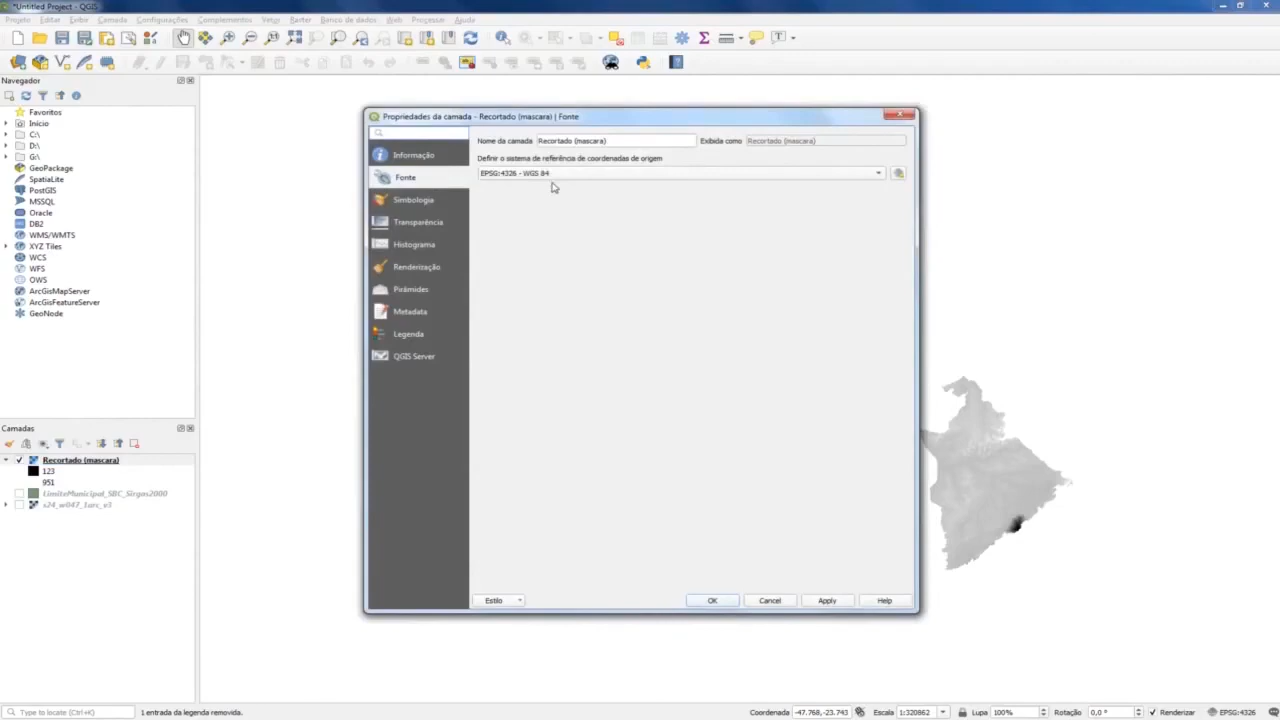 *Untitled Project - QGIS
Projeto Editar Exibir Camada Configurações Complementos Vetor Raster Banco de dados Web Processar Ajuda
Navegador
Favoritos
Início
C:\
D:\
G:\
GeoPackage
SpatiaLite
PostGIS
MSSQL
Oracle
DB2
WMS/WMTS
XYZ Tiles
WCS
WFS
OWS
ArcGisMapServer
ArcGisFeatureServer
GeoNode
Camadas
Recortado (mascara)
123
951
LimiteMunicipal_SBC_Sirgas2000
s24_w047_1arc_v3
Propriedades da camada - Recortado (mascara) | Fonte
Informação
Fonte
Simbologia
Transparência
Histograma
Renderização
Pirâmides
Metadata
Legenda
QGIS Server
Nome da camada Recortado (mascara) Exibida como Recortado (mascara)
Definir o sistema de referência de coordenadas de origem
EPSG:4326 - WGS 84
Estilo OK Cancel Apply Help
Type to locate (Ctrl+K) 1 entrada da legenda removida. Coordenada -47.768,-23.743 Escala 1:320862 Lupa 100% Rotação 0,0 ° Renderizar EPSG:4326